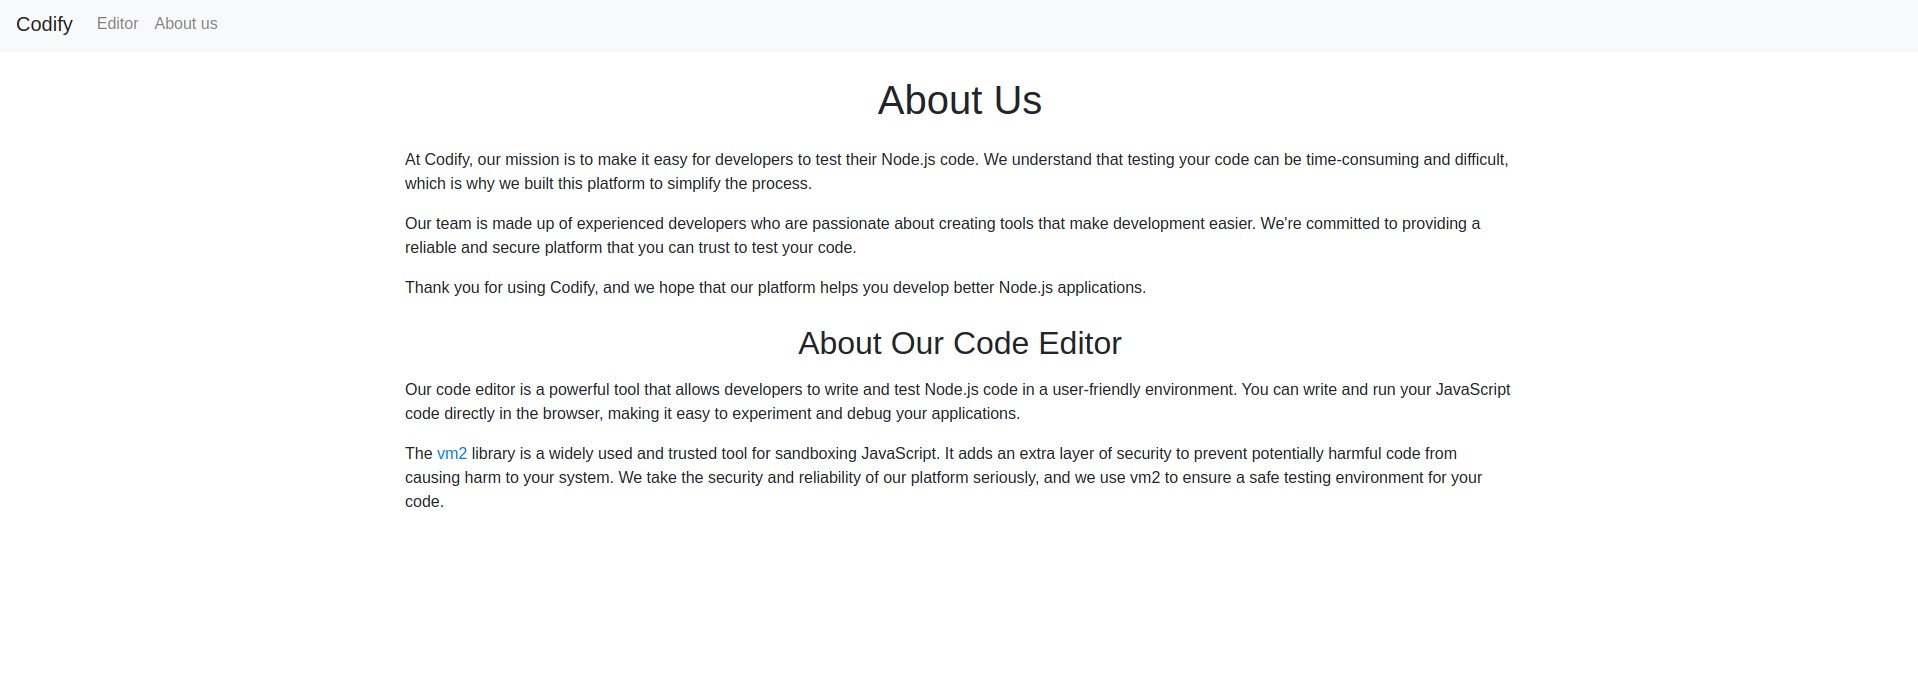 Codify Editor About us
About Us
At Codify, our mission is to make it easy for developers to test their Node.js code. We understand that testing your code can be time-consuming and difficult,
which is why we built this platform to simplify the process.
Our team is made up of experienced developers who are passionate about creating tools that make development easier. We're committed to providing a
reliable and secure platform that you can trust to test your code.
Thank you for using Codify, and we hope that our platform helps you develop better Node.js applications.
About Our Code Editor
Our code editor is a powerful tool that allows developers to write and test Node.js code in a user-friendly environment. You can write and run your JavaScript
code directly in the browser, making it easy to experiment and debug your applications.
The vm2 library is a widely used and trusted tool for sandboxing JavaScript. It adds an extra layer of security to prevent potentially harmful code from
causing harm to your system. We take the security and reliability of our platform seriously, and we use vm2 to ensure a safe testing environment for your
code.